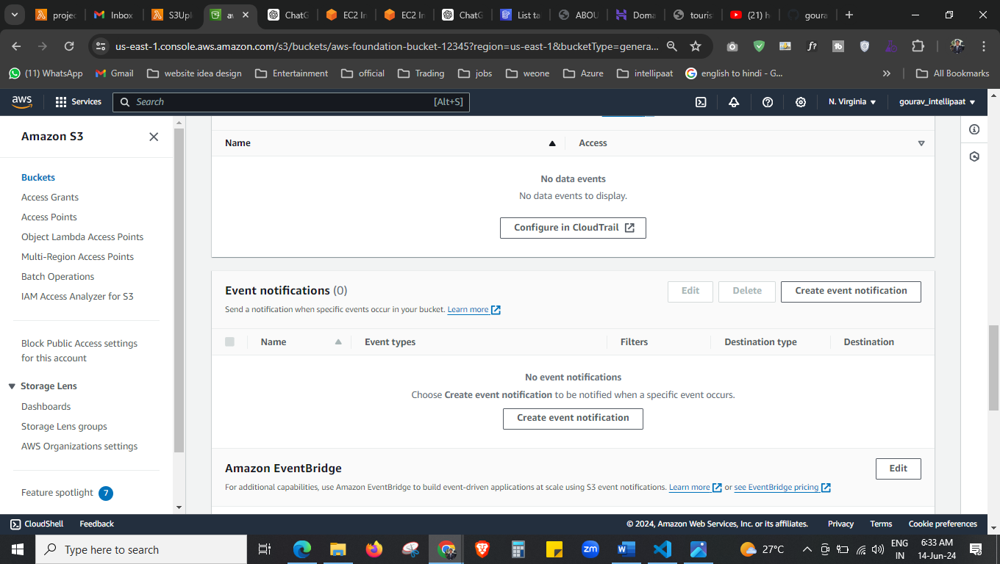 projec
Inbox
S3Upl
aw
ChatG
EC2 In
EC2 In
ChatG
List ta
ABOU
Doma
touris
(21) h
goura
us-east-1.console.aws.amazon.com/s3/buckets/aws-foundation-bucket-12345?region=us-east-1&bucketType=genera...
f?
tb
(11) WhatsApp
Gmail
website idea design
Entertainment
official
Trading
jobs
weone
Azure
intellipaat
english to hindi - G...
All Bookmarks
aws
Services
Search
[Alt+S]
N. Virginia
gourav_intellipaat
Amazon S3
Buckets
Access Grants
Access Points
Object Lambda Access Points
Multi-Region Access Points
Batch Operations
IAM Access Analyzer for S3
Block Public Access settings
for this account
Storage Lens
Dashboards
Storage Lens groups
AWS Organizations settings
Feature spotlight 7
Name
Access
No data events
No data events to display.
Configure in CloudTrail
Event notifications (0)
Edit
Delete
Create event notification
Send a notification when specific events occur in your bucket. Learn more
Name
Event types
Filters
Destination type
Destination
No event notifications
Choose Create event notification to be notified when a specific event occurs.
Create event notification
Amazon EventBridge
Edit
For additional capabilities, use Amazon EventBridge to build event-driven applications at scale using S3 event notifications. Learn more or see EventBridge pricing
CloudShell
Feedback
© 2024, Amazon Web Services, Inc. or its affiliates.
Privacy
Terms
Cookie preferences
Type here to search
zm
27°C
ENG
IN
6:33 AM
14-Jun-24